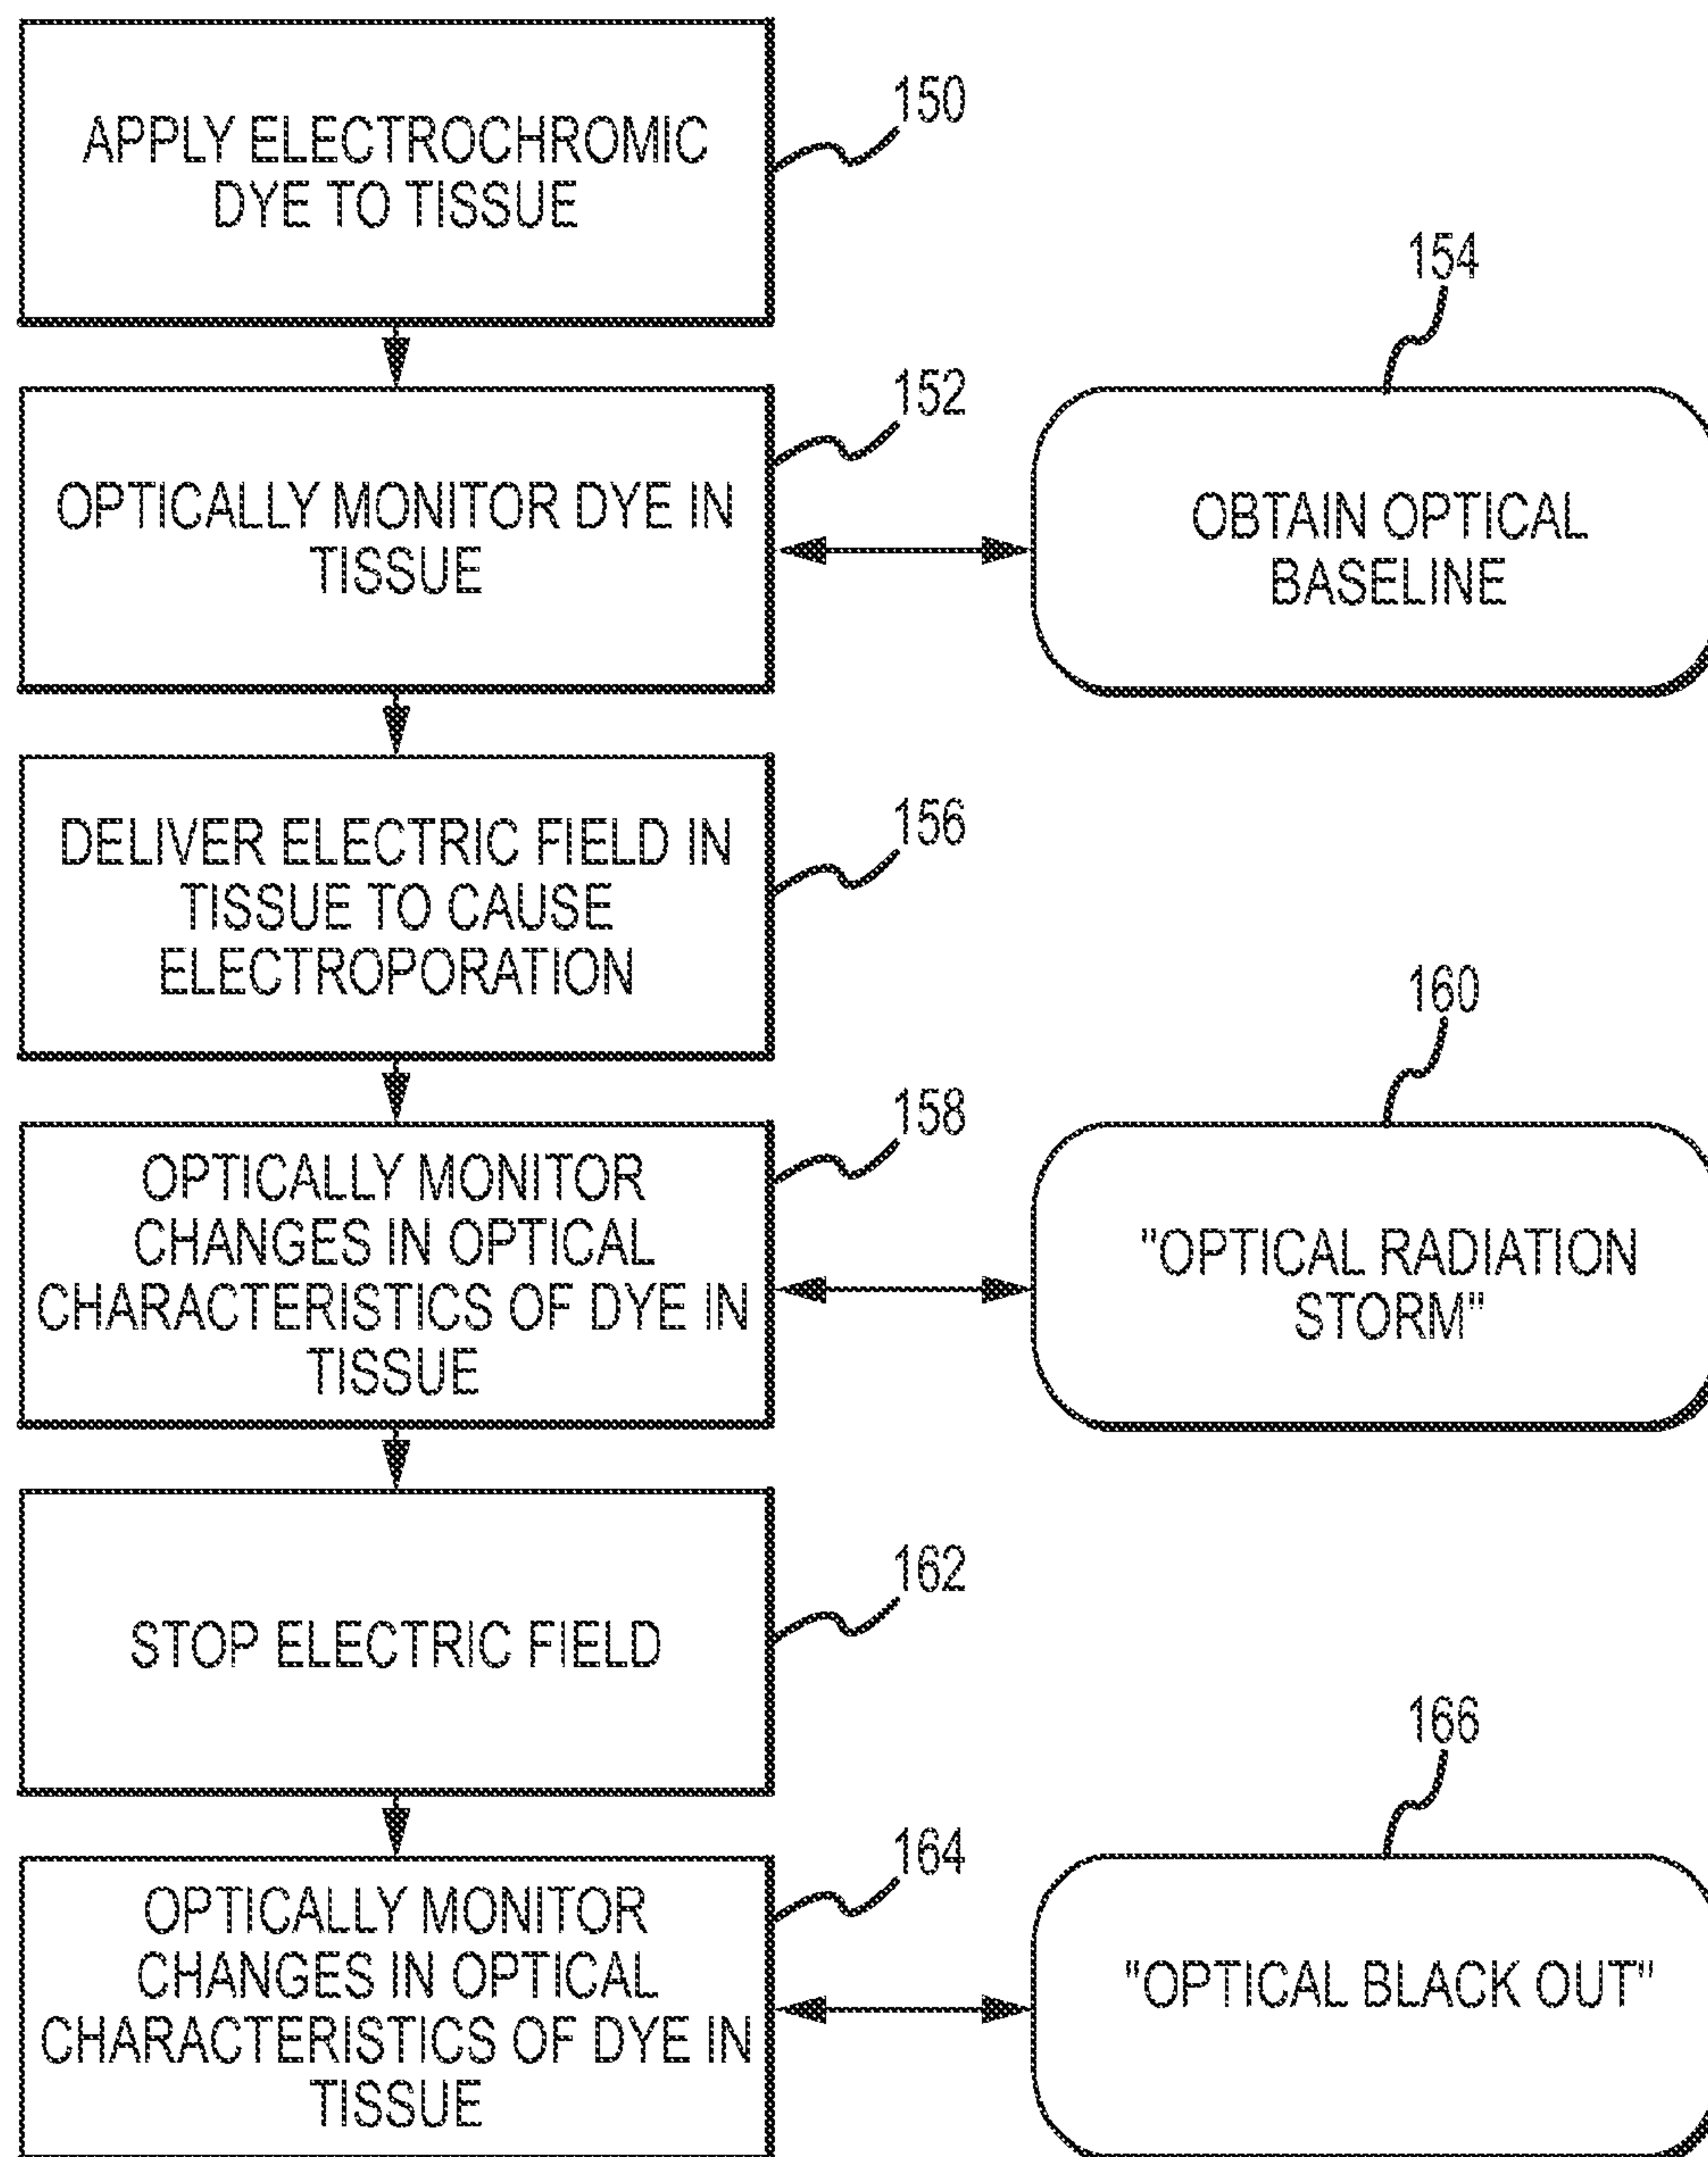 APPLY ELECTROCHROMIC
DYE TO TISSUE
150
154
OPTICALLY MONITOR DYE IN
TISSUE
152
OBTAIN OPTICAL
BASELINE
DELIVER ELECTRIC FIELD IN
TISSUE TO CAUSE
ELECTROPORATION
156
160
OPTICALLY MONITOR
CHANGES IN OPTICAL
CHARACTERISTICS OF DYE IN
TISSUE
158
"OPTICAL RADIATION
STORM"
STOP ELECTRIC FIELD
162
166
OPTICALLY MONITOR
CHANGES IN OPTICAL
CHARACTERISTICS OF DYE IN
TISSUE
164
"OPTICAL BLACK OUT"